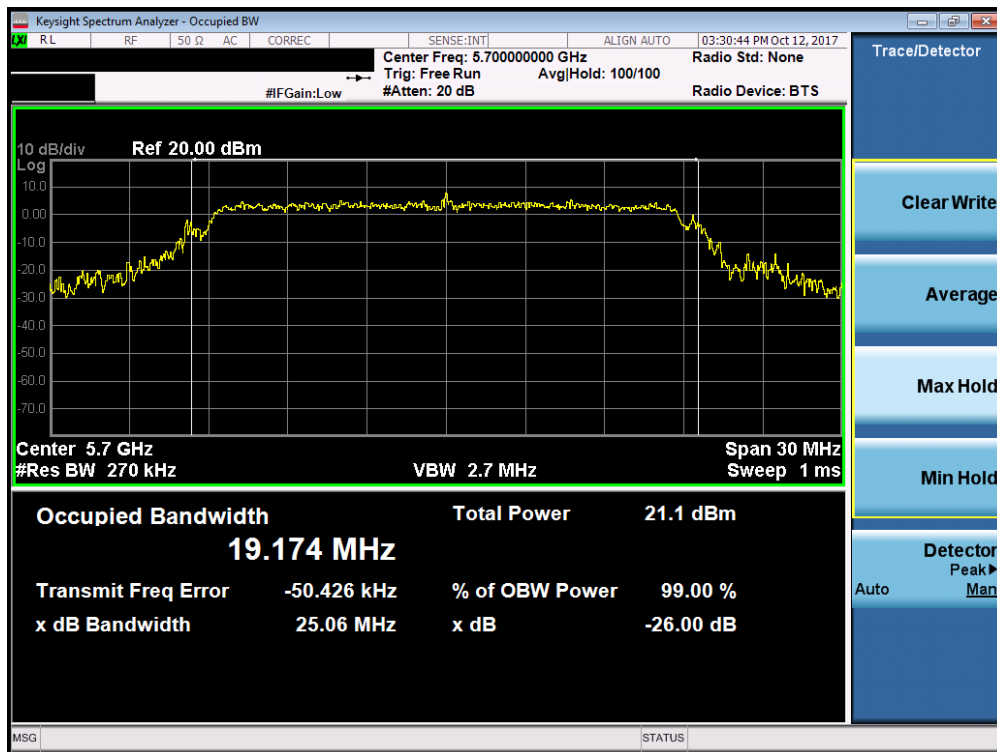 Keysight Spectrum Analyzer - Occupied BW
LXI RL RF 50 Ω AC CORREC SENSE:INT ALIGN AUTO 03:30:44 PM Oct 12, 2017
Center Freq: 5.700000000 GHz Radio Std: None
Trig: Free Run Avg|Hold: 100/100
#IFGain:Low #Atten: 20 dB Radio Device: BTS
10 dB/div Ref 20.00 dBm
Log
10.0
0.00
-10.0
-20.0
-30.0
-40.0
-50.0
-60.0
-70.0
Center 5.7 GHz Span 30 MHz
#Res BW 270 kHz VBW 2.7 MHz Sweep 1 ms
Occupied Bandwidth Total Power 21.1 dBm
19.174 MHz
Transmit Freq Error -50.426 kHz % of OBW Power 99.00 %
x dB Bandwidth 25.06 MHz x dB -26.00 dB
Trace/Detector
Clear Write
Average
Max Hold
Min Hold
Detector
Peak▶
Auto Man
MSG STATUS